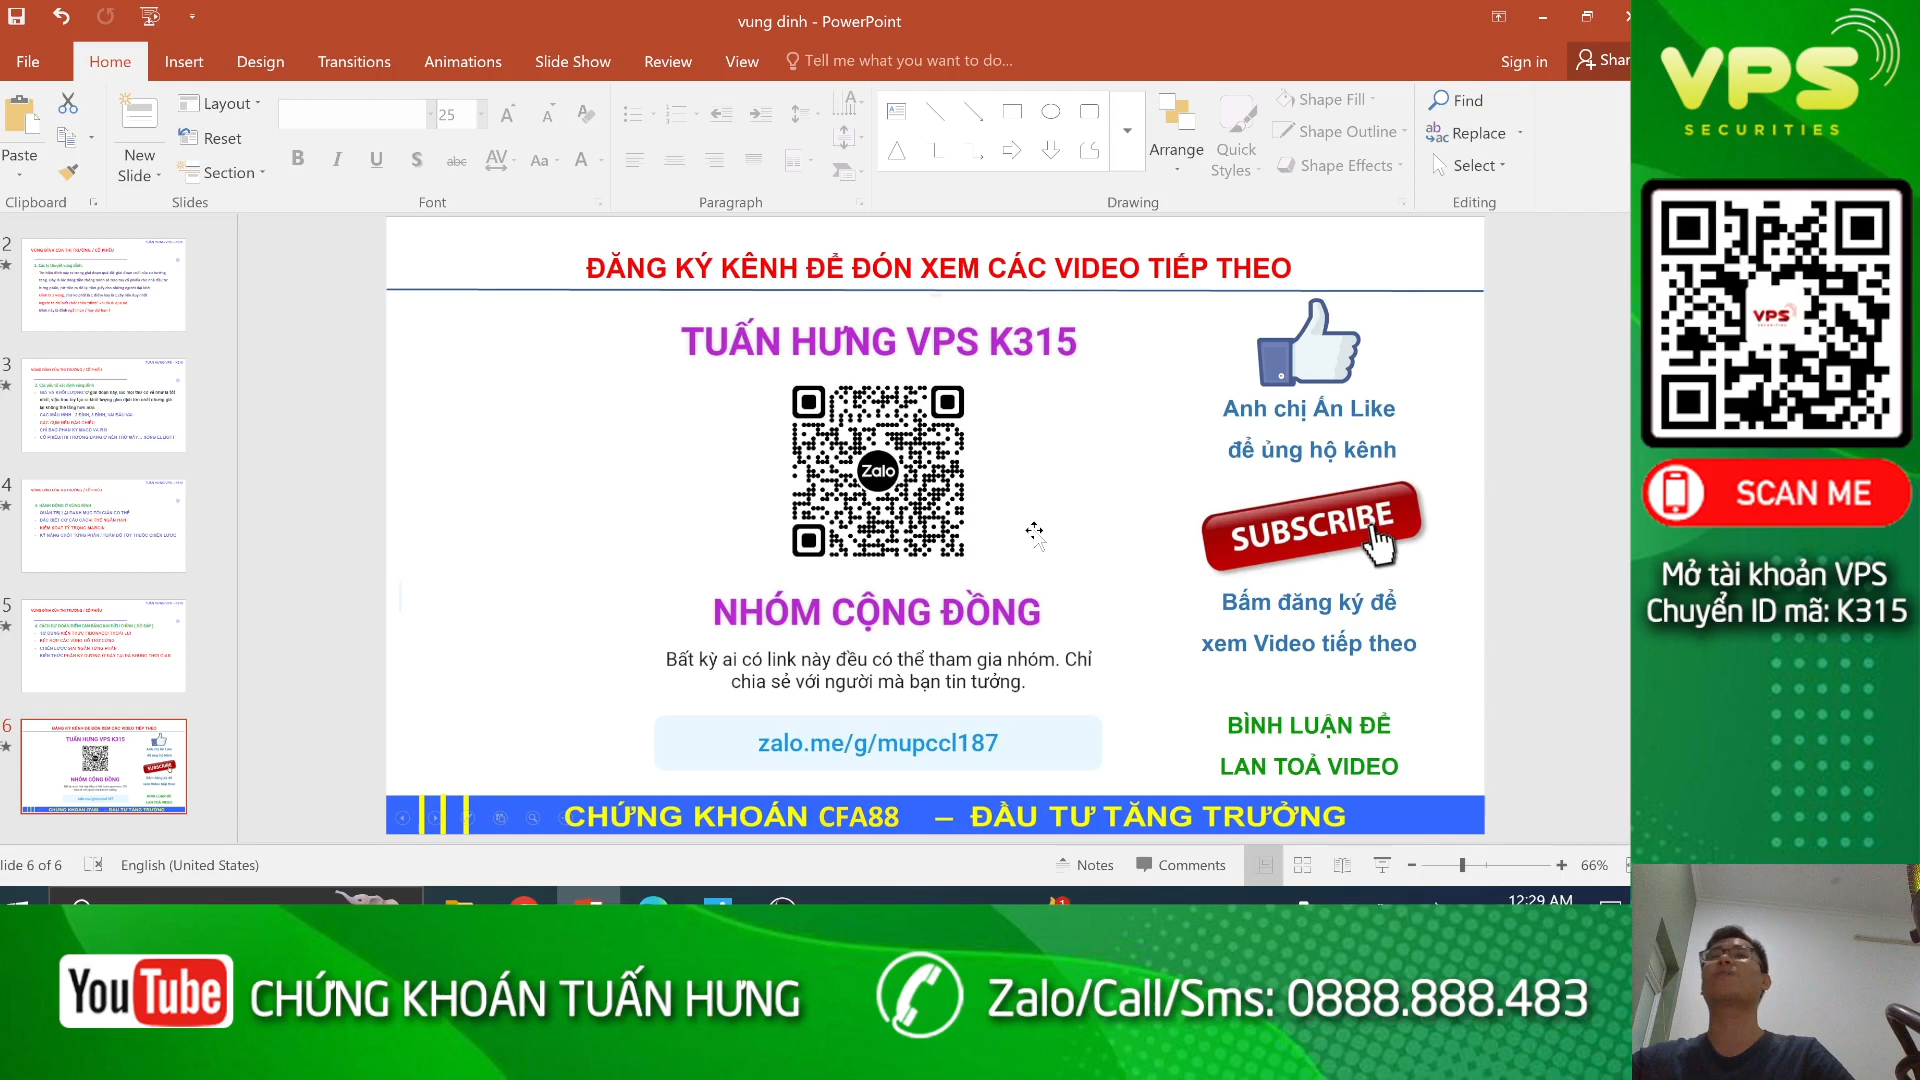 vung dinh - PowerPoint
File
Home
Insert
Design
Transitions
Animations
Slide Show
Review
View
Tell me what you want to do...
Sign in
Shar
Paste
New
Slide
Layout
Reset
Section
25
Arrange
Quick
Styles
Shape Fill
Shape Outline
Shape Effects
Find
Replace
Select
Clipboard
Slides
Font
Paragraph
Drawing
Editing
2
3
4
5
6
ĐĂNG KÝ KÊNH ĐỂ ĐÓN XEM CÁC VIDEO TIẾP THEO
TUẤN HƯNG VPS K315
Zalo
NHÓM CỘNG ĐỒNG
Bất kỳ ai có link này đều có thể tham gia nhóm. Chỉ
chia sẻ với người mà bạn tin tưởng.
zalo.me/g/mupccl187
Anh chị Ấn Like
để ủng hộ kênh
SUBSCRIBE
Bấm đăng ký để
xem Video tiếp theo
BÌNH LUẬN ĐỂ
LAN TOẢ VIDEO
CHỨNG KHOÁN CFA88 – ĐẦU TƯ TĂNG TRƯỞNG
lide 6 of 6
English (United States)
Notes
Comments
66%
12:29 AM
VPS
SECURITIES
VPS
SCAN ME
Mở tài khoản VPS
Chuyển ID mã: K315
YouTube
CHỨNG KHOÁN TUẤN HƯNG
Zalo/Call/Sms: 0888.888.483